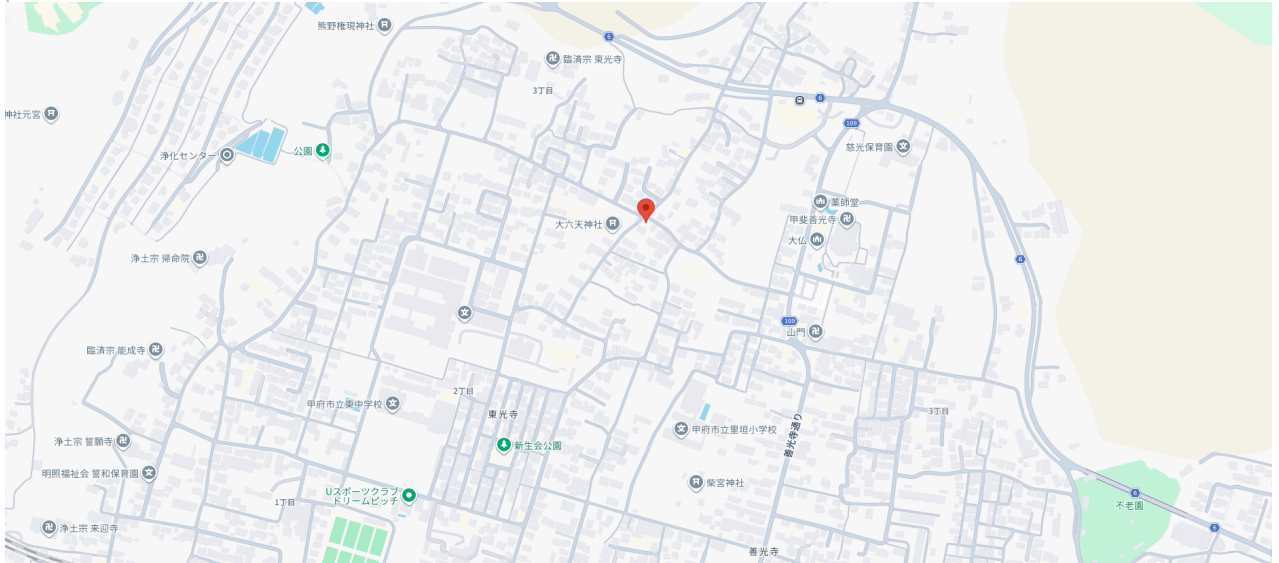 熊野権現神社
6
臨済宗 東光寺
3丁目
6
109
神社元宮
浄化センター
公園
慈光保育園
薬師堂
大六天神社
甲斐善光寺
大仏
浄土宗 帰命院
6
109
山門
臨済宗 能成寺
2丁目
甲府市立東中学校
東光寺
3丁目
甲府市立里垣小学校
善光寺通り
浄土宗 誓願寺
新生会公園
明照福祉会 誓和保育園
柴宮神社
1丁目
Uスポーツクラブ
ドリームピッチ
6
不老園
浄土宗 来迎寺
6
善光寺